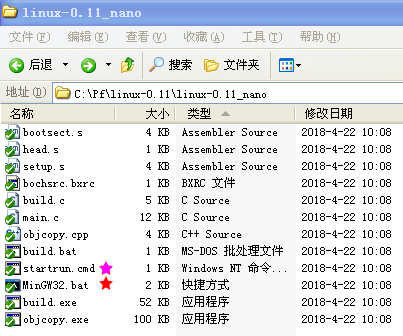 linux-0.11_nano
文件(F) 编辑(E) 查看(V) 收藏(A) 工具(T) 帮助(H)
后退 搜索 文件夹
地址(D) C:\Pf\linux-0.11\linux-0.11_nano
名称 大小 类型 修改日期
bootsect.s 4 KB Assembler Source 2018-4-22 10:08
head.s 1 KB Assembler Source 2018-4-22 10:08
setup.s 4 KB Assembler Source 2018-4-22 10:08
bochsrc.bxrc 1 KB BXRC 文件 2018-4-22 10:08
build.c 5 KB C Source 2018-4-22 10:08
main.c 12 KB C Source 2018-4-22 10:08
objcopy.cpp 4 KB C++ Source 2018-4-22 10:08
build.bat 1 KB MS-DOS 批处理文件 2018-4-22 10:08
startrun.cmd 1 KB Windows NT 命令... 2018-4-22 10:08
MinGW32.bat 2 KB 快捷方式 2018-4-22 10:08
build.exe 52 KB 应用程序 2018-4-22 10:08
objcopy.exe 100 KB 应用程序 2018-4-22 10:08